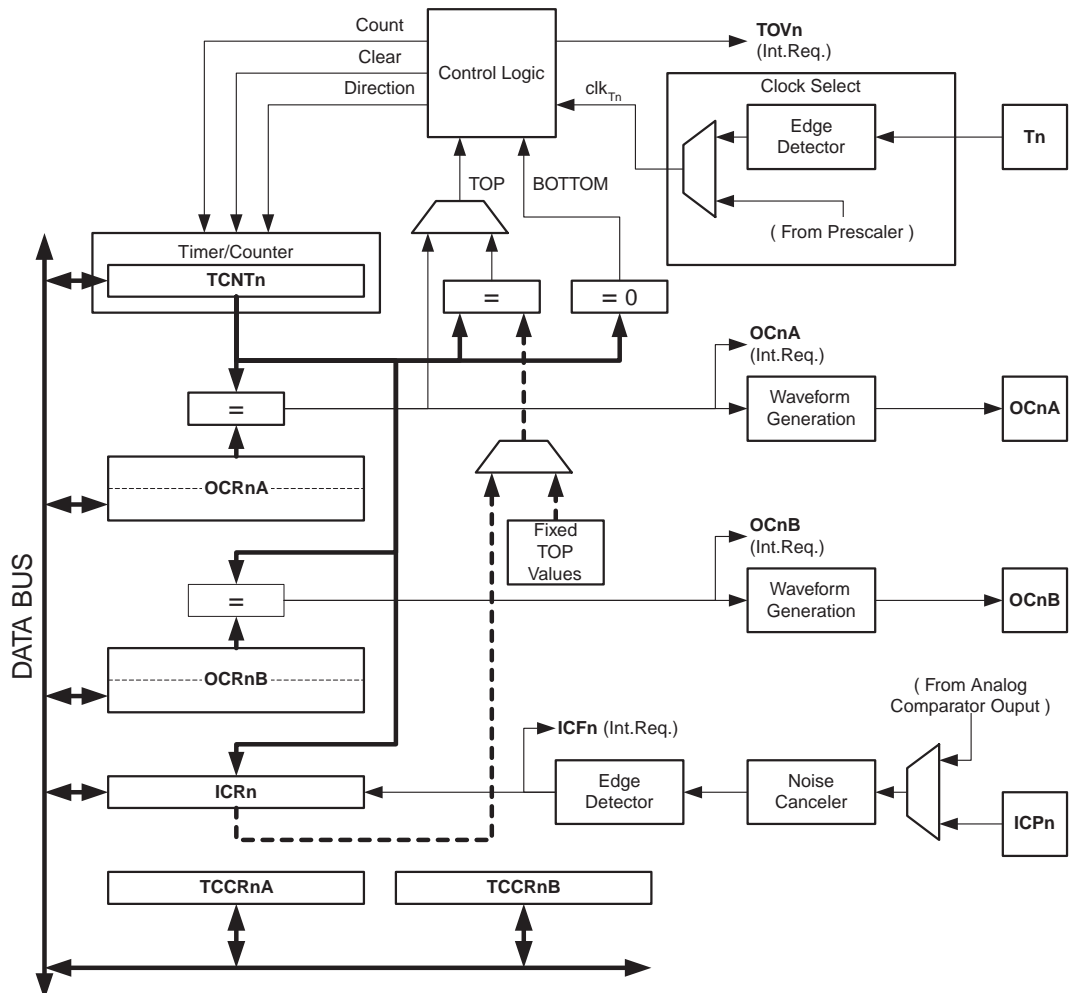 Count
TOVn
(Int.Req.)
Clear
Control Logic
Direction
clkTn
Clock Select
Edge
Detector
Tn
TOP
BOTTOM
( From Prescaler )
Timer/Counter
TCNTn
=
= 0
OCnA
(Int.Req.)
=
Waveform
Generation
OCnA
OCRnA
Fixed
TOP
Values
OCnB
(Int.Req.)
=
Waveform
Generation
OCnB
DATA BUS
OCRnB
( From Analog
Comparator Ouput )
ICFn (Int.Req.)
ICRn
Edge
Detector
Noise
Canceler
ICPn
TCCRnA
TCCRnB